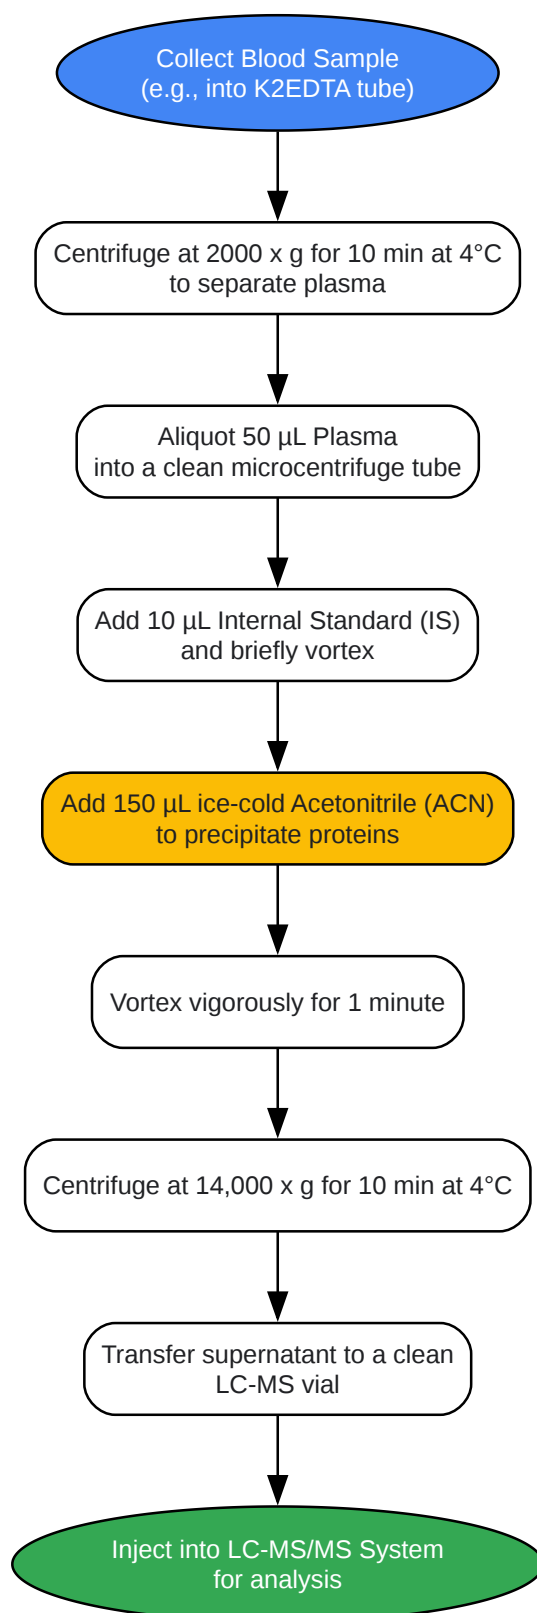 Collect Blood Sample
(e.g., into K2EDTA tube)
Centrifuge at 2000 x g for 10 min at 4°C
to separate plasma
Aliquot 50 µL Plasma
into a clean microcentrifuge tube
Add 10 µL Internal Standard (IS)
and briefly vortex
Add 150 µL ice-cold Acetonitrile (ACN)
to precipitate proteins
Vortex vigorously for 1 minute
Centrifuge at 14,000 x g for 10 min at 4°C
Transfer supernatant to a clean
LC-MS vial
Inject into LC-MS/MS System
for analysis